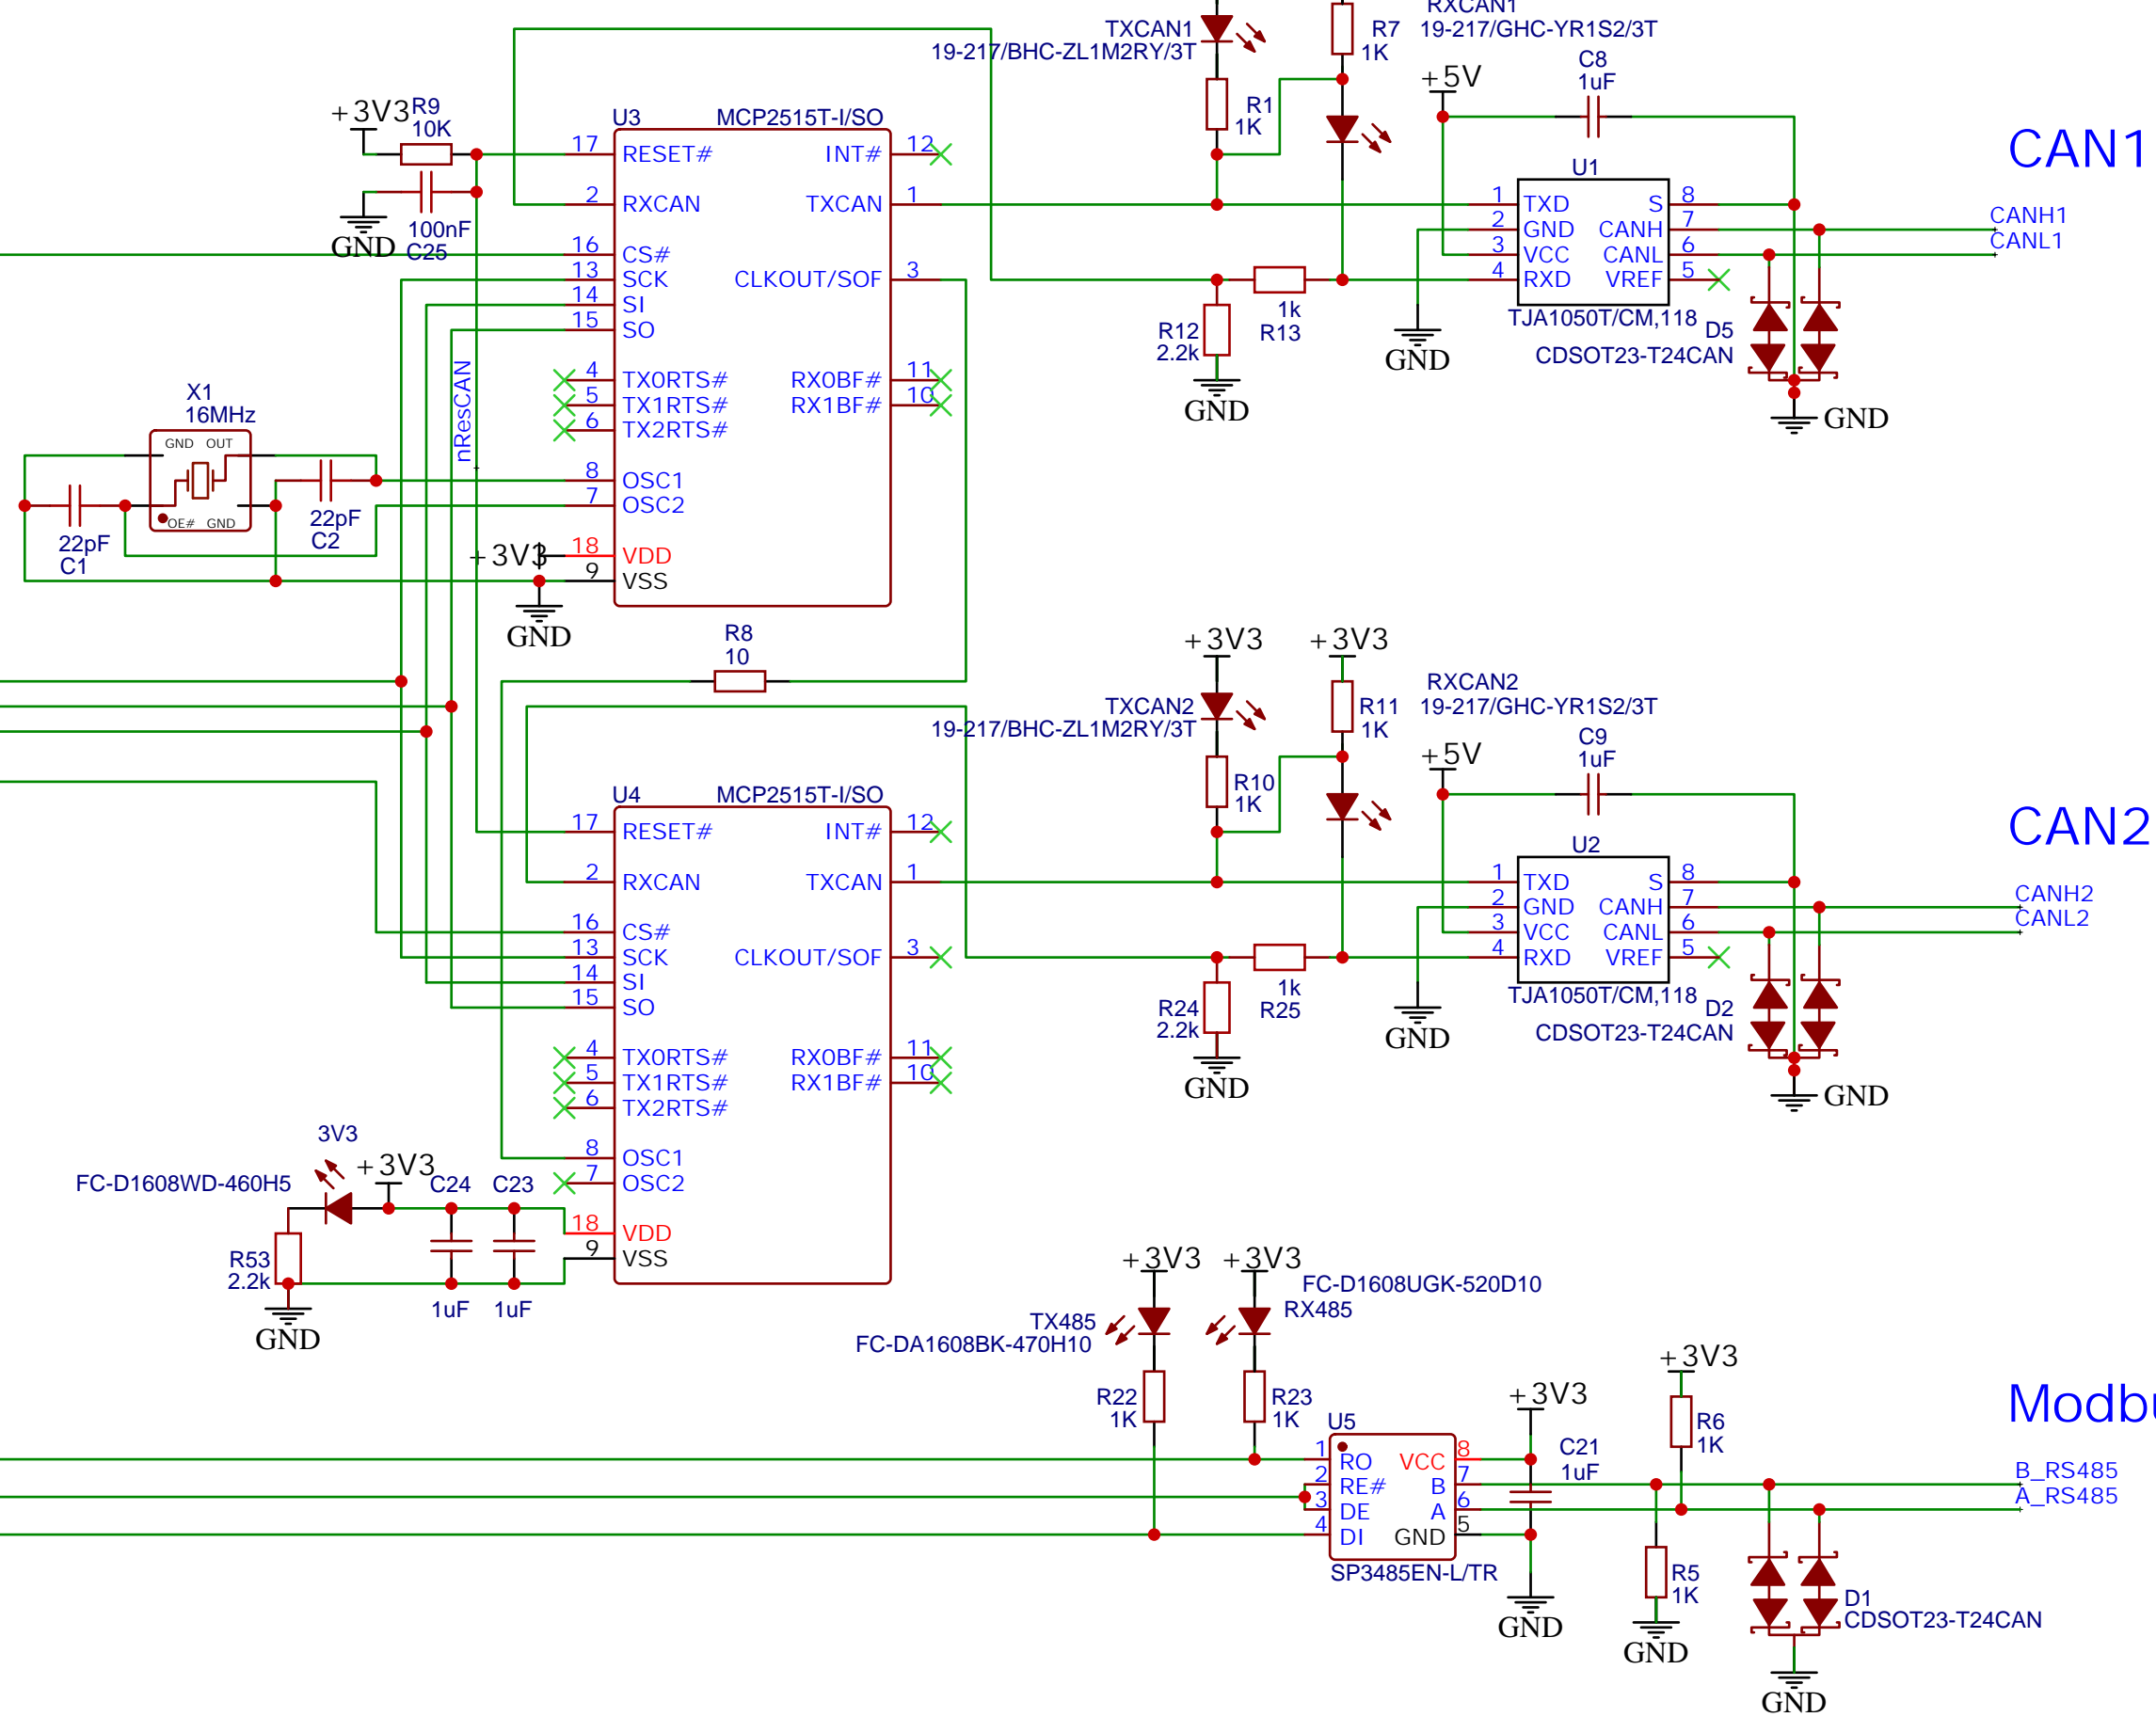 RXCAN1
TXCAN1
19-217/BHC-ZL1M2RY/3T
R7
1K
19-217/GHC-YR1S2/3T
C8
1uF
+5V
R1
1K
+3V3
R9
10K
100nF
C25
GND
U3
MCP2515T-I/SO
17 RESET#
2 RXCAN
16 CS#
13 SCK
14 SI
15 SO
4 TX0RTS#
5 TX1RTS#
6 TX2RTS#
8 OSC1
7 OSC2
18 VDD
9 VSS
INT# 12
TXCAN 1
CLKOUT/SOF 3
RX0BF# 11
RX1BF# 10
nResCAN
+3V3
GND
X1
16MHz
GND OUT
OE# GND
22pF
C1
22pF
C2
R12
2.2k
GND
1k
R13
GND
U1
1 TXD
2 GND
3 VCC
4 RXD
S 8
CANH 7
CANL 6
VREF 5
TJA1050T/CM,118
D5
CDSOT23-T24CAN
GND
CAN1
CANH1
CANL1
R8
10
+3V3
+3V3
TXCAN2
19-217/BHC-ZL1M2RY/3T
R11
1K
RXCAN2
19-217/GHC-YR1S2/3T
C9
1uF
+5V
R10
1K
U4
MCP2515T-I/SO
17 RESET#
2 RXCAN
16 CS#
13 SCK
14 SI
15 SO
4 TX0RTS#
5 TX1RTS#
6 TX2RTS#
8 OSC1
7 OSC2
18 VDD
9 VSS
INT# 12
TXCAN 1
CLKOUT/SOF 3
RX0BF# 11
RX1BF# 10
R24
2.2k
GND
1k
R25
GND
U2
1 TXD
2 GND
3 VCC
4 RXD
S 8
CANH 7
CANL 6
VREF 5
TJA1050T/CM,118
D2
CDSOT23-T24CAN
GND
CAN2
CANH2
CANL2
3V3
FC-D1608WD-460H5
+3V3
C24
C23
R53
2.2k
1uF
1uF
GND
+3V3
+3V3
FC-D1608UGK-520D10
TX485
RX485
FC-DA1608BK-470H10
R22
1K
R23
1K
U5
1 RO
2 RE#
3 DE
4 DI
VCC 8
B 7
A 6
GND 5
SP3485EN-L/TR
+3V3
C21
1uF
GND
+3V3
R6
1K
R5
1K
GND
D1
CDSOT23-T24CAN
GND
Modbu
B_RS485
A_RS485